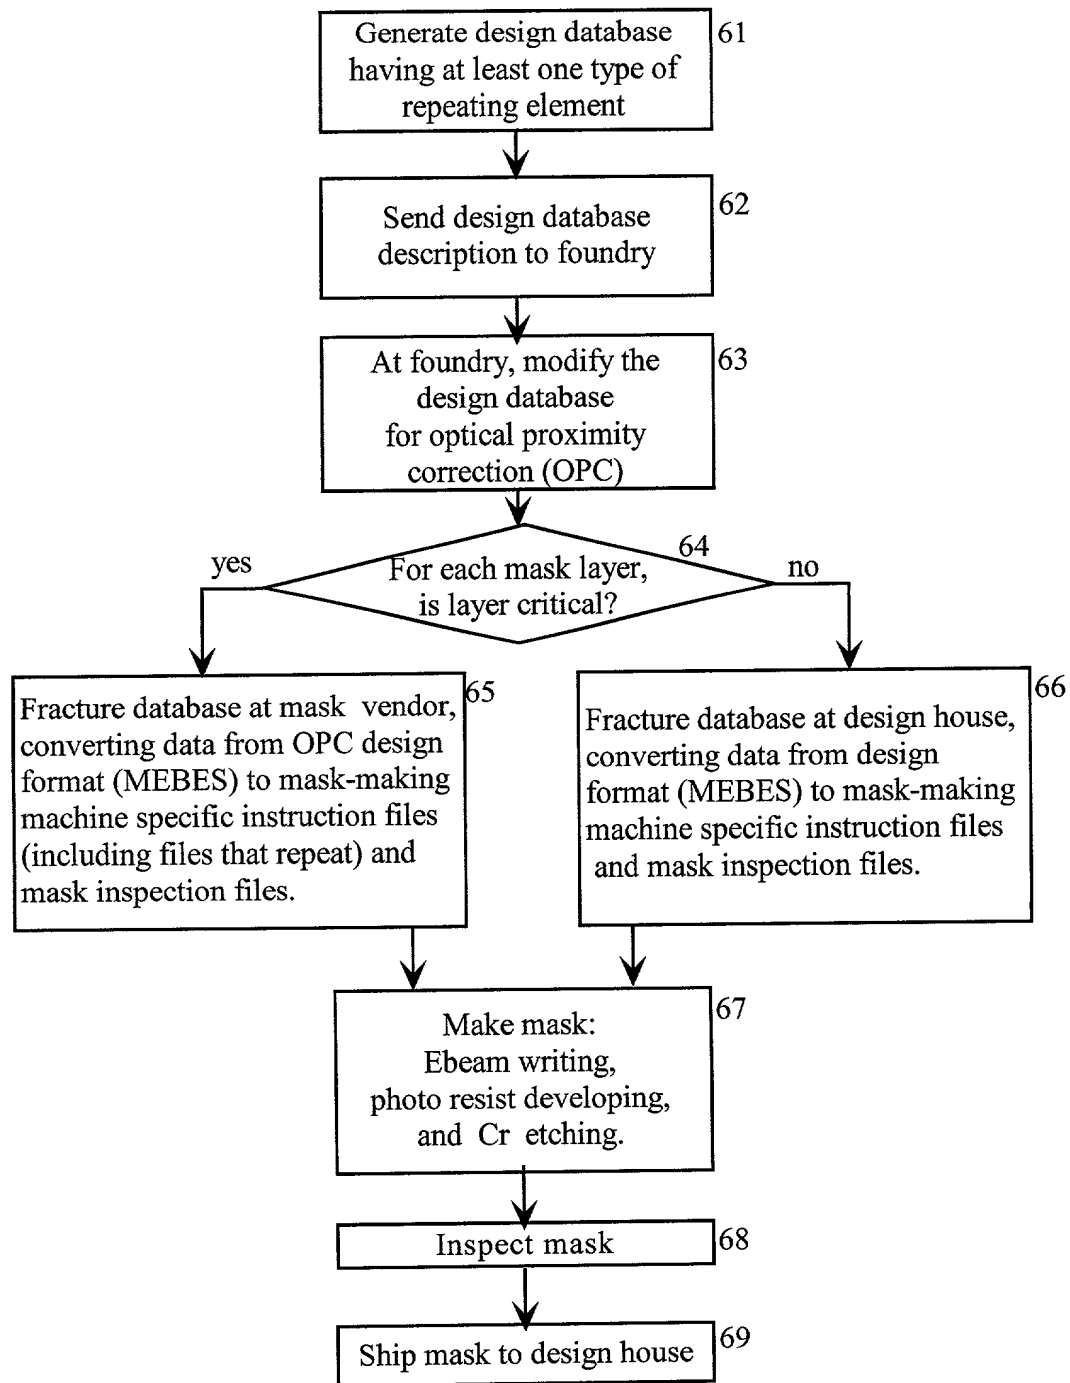 Generate design database
having at least one type of
repeating element
61
Send design database
description to foundry
62
At foundry, modify the
design database
for optical proximity
correction (OPC)
63
64
For each mask layer,
is layer critical?
yes
no
65
Fracture database at mask vendor,
converting data from OPC design
format (MEBES) to mask-making
machine specific instruction files
(including files that repeat) and
mask inspection files.
66
Fracture database at design house,
converting data from design
format (MEBES) to mask-making
machine specific instruction files
and mask inspection files.
67
Make mask:
Ebeam writing,
photo resist developing,
and Cr etching.
Inspect mask
68
Ship mask to design house
69